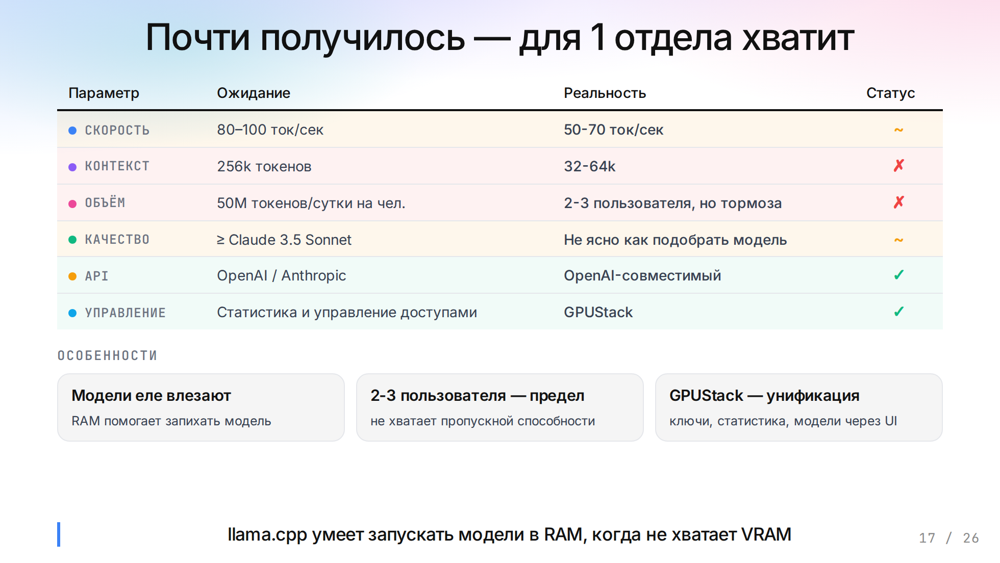 Почти получилось — для 1 отдела хватит
Параметр Ожидание Реальность Статус
СКОРОСТЬ 80–100 ток/сек 50-70 ток/сек ~
КОНТЕКСТ 256k токенов 32-64k ✗
ОБЪЁМ 50M токенов/сутки на чел. 2-3 пользователя, но тормоза ✗
КАЧЕСТВО ≥ Claude 3.5 Sonnet Не ясно как подобрать модель ~
API OpenAI / Anthropic OpenAI-совместимый ✓
УПРАВЛЕНИЕ Статистика и управление доступами GPUStack ✓
ОСОБЕННОСТИ
Модели еле влезают
RAM помогает запихать модель
2-3 пользователя — предел
не хватает пропускной способности
GPUStack — унификация
ключи, статистика, модели через UI
llama.cpp умеет запускать модели в RAM, когда не хватает VRAM
17 / 26